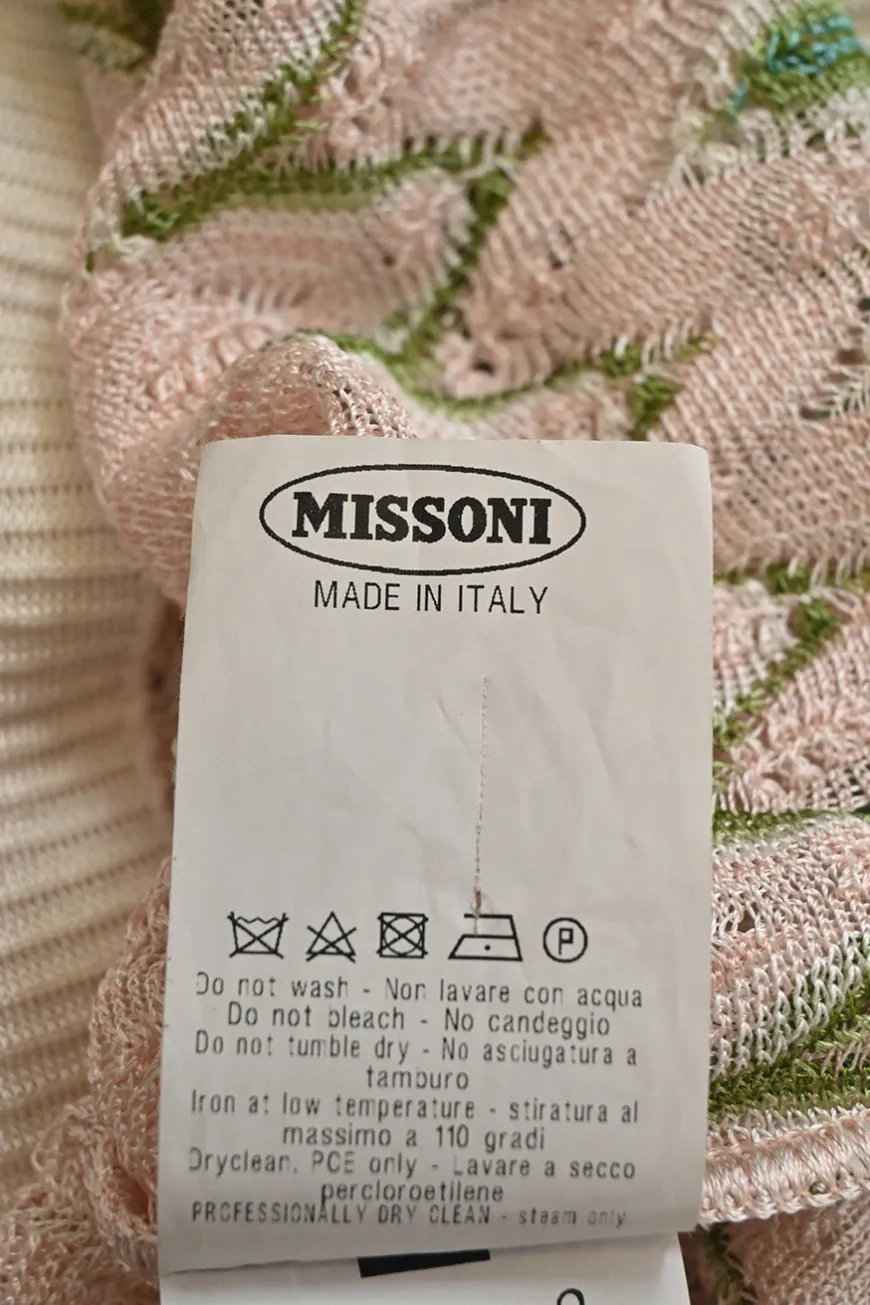 MISSONI
MADE IN ITALY
P
Do not wash - Non lavare con acqua
Do not bleach - No candeggio
Do not tumble dry - No asciugatura a
tamburo
Iron at low temperature - stiratura al
massimo a 110 gradi
Dryclean, PCE only - Lavare a secco
percloroetilene
PROFESSIONALLY DRY CLEAN - steam only